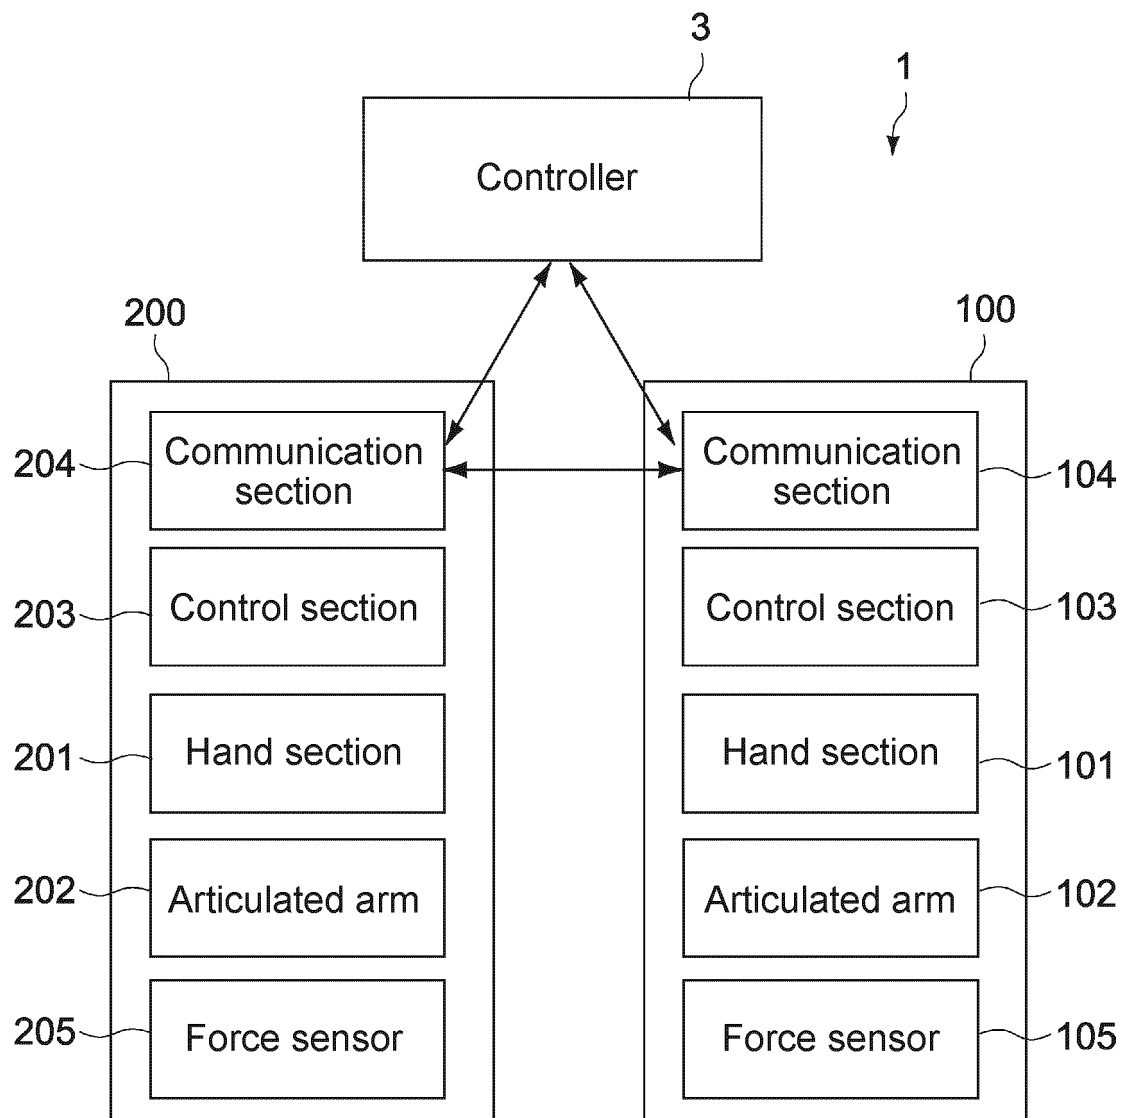 3
1
Controller
200
100
204
Communication
section
Communication
section
104
203
Control section
Control section
103
201
Hand section
Hand section
101
202
Articulated arm
Articulated arm
102
205
Force sensor
Force sensor
105